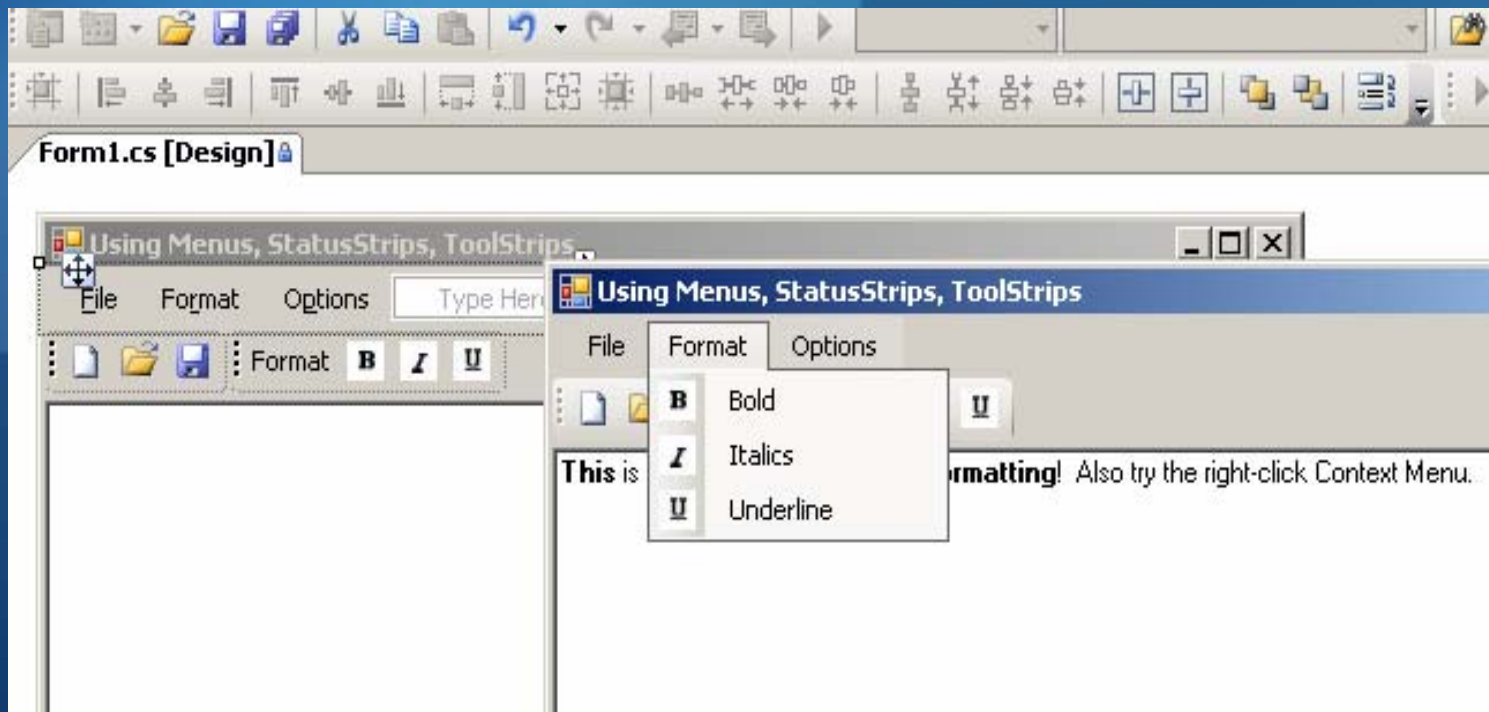 Form1.cs [Design]
Using Menus, StatusStrips, ToolStrips
File Format Options Type Here
Format B I U
Using Menus, StatusStrips, ToolStrips
File Format Options
B Bold
U
I Italics
This is rmatting! Also try the right-click Context Menu.
U Underline